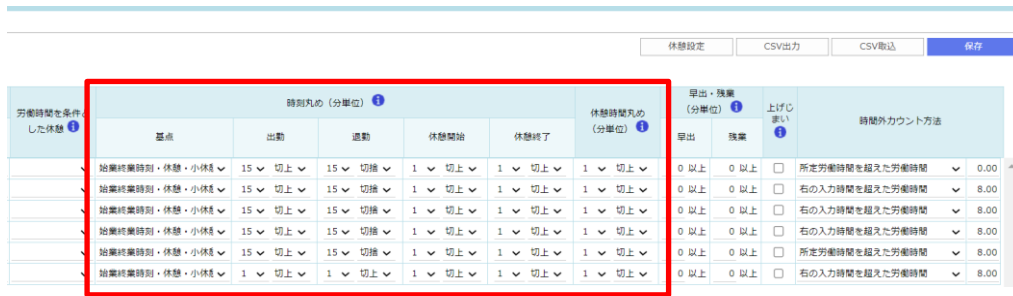 休憩設定 CSV出力 CSV取込 保存
労働時間を条件と
した休憩 i
時刻丸め（分単位） i
基点 出勤 退勤 休憩開始 休憩終了
休憩時間丸め
（分単位） i
早出・残業
（分単位） i
早出 残業
上げじ
まい
i
時間外カウント方法
始業終業時刻・休憩・小休憩 15 切上 15 切捨 1 切上 1 切上 1 切上 0 以上 0 以上 所定労働時間を超えた労働時間 0.00
始業終業時刻・休憩・小休憩 15 切上 15 切捨 1 切上 1 切上 1 切上 0 以上 0 以上 右の入力時間を超えた労働時間 8.00
始業終業時刻・休憩・小休憩 15 切上 15 切捨 1 切上 1 切上 1 切上 0 以上 0 以上 右の入力時間を超えた労働時間 8.00
始業終業時刻・休憩・小休憩 15 切上 15 切捨 1 切上 1 切上 1 切上 0 以上 0 以上 右の入力時間を超えた労働時間 8.00
始業終業時刻・休憩・小休憩 15 切上 15 切捨 1 切上 1 切上 1 切上 0 以上 0 以上 所定労働時間を超えた労働時間 8.00
始業終業時刻・休憩・小休憩 1 切上 1 切上 1 切上 1 切上 1 切上 0 以上 0 以上 右の入力時間を超えた労働時間 8.00